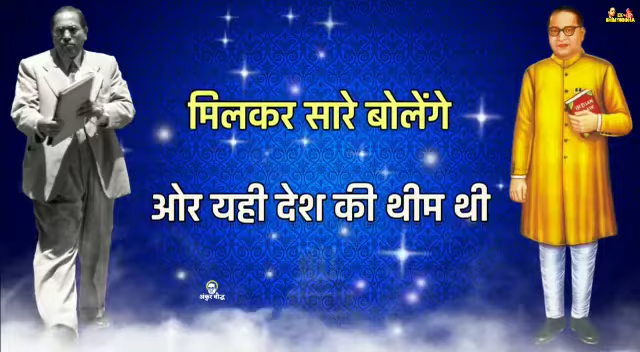 मिलकर सारे बोलेंगे
ओर यही देश की थीम थी
अंकुर बौद्ध